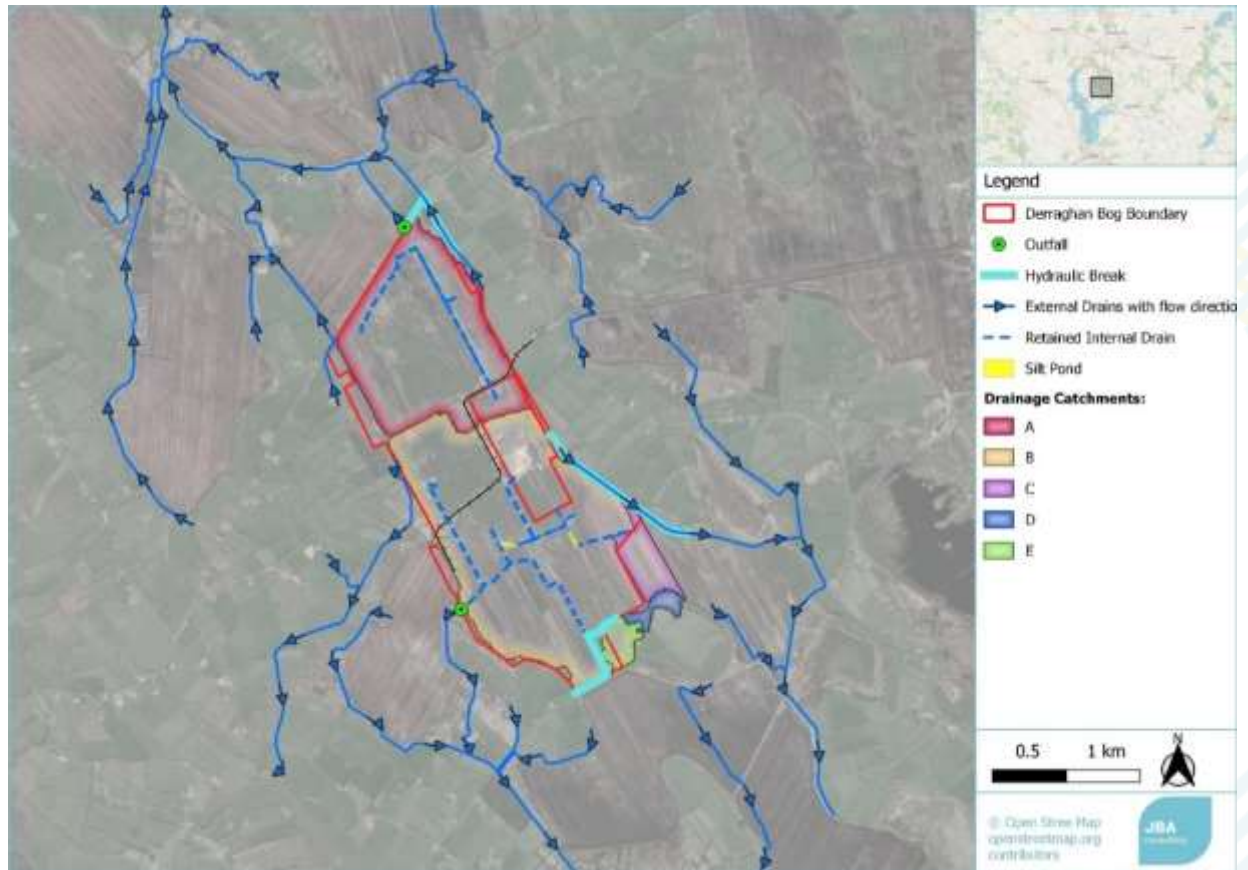 Legend
Derraghan Bog Boundary
Outfall
Hydraulic Break
External Drains with flow directio
Retained Internal Drain
Silt Pond
Drainage Catchments:
A
B
C
D
E
0.5 1 km
N
© Open Stree Map
openstreetmap.org
contributors
JBA
consulting